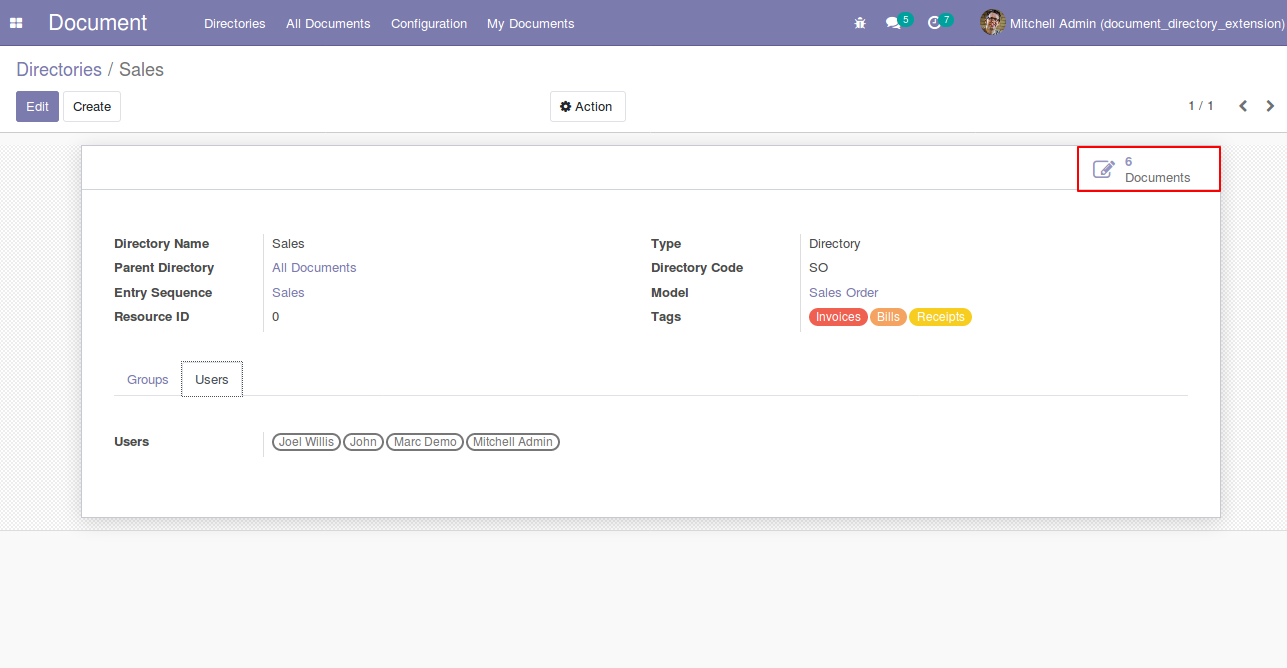 Document Directories All Documents Configuration My Documents 5 7 Mitchell Admin (document_directory_extension)
Directories / Sales
Edit Create Action 1 / 1
6
Documents
Directory Name Sales Type Directory
Parent Directory All Documents Directory Code SO
Entry Sequence Sales Model Sales Order
Resource ID 0 Tags Invoices Bills Receipts
Groups Users
Users Joel Willis John Marc Demo Mitchell Admin